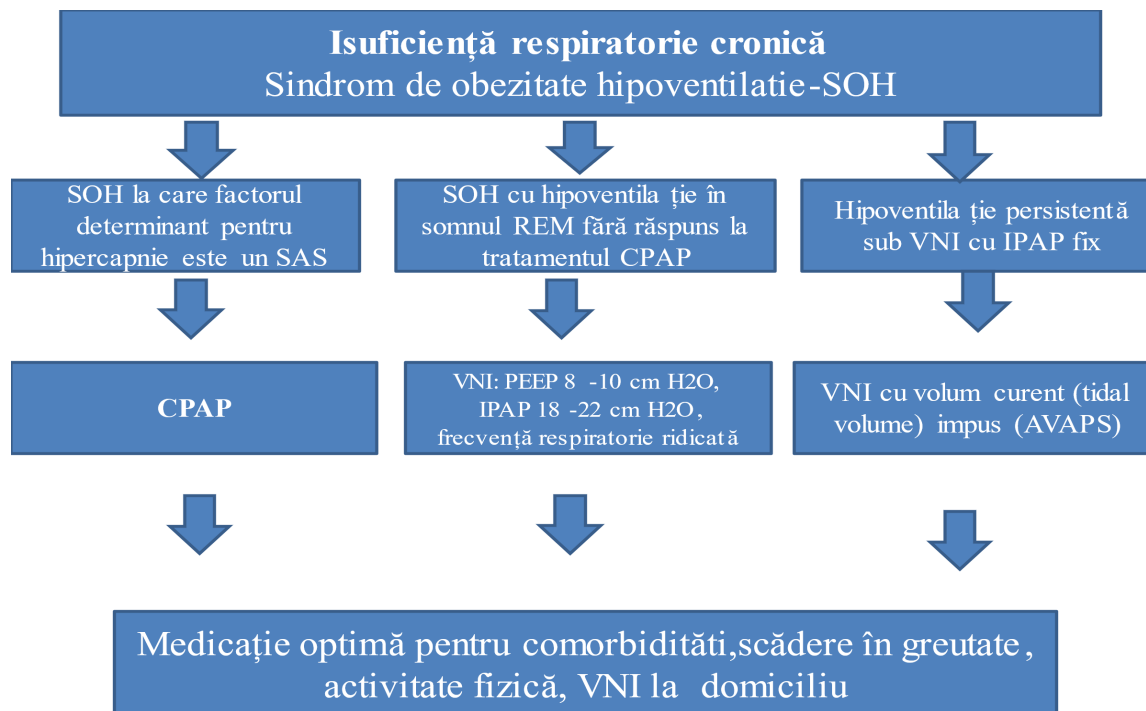 Isuficiență respiratorie cronică
Sindrom de obezitate hipoventilatie-SOH
SOH la care factorul
determinant pentru
hipercapnie este un SAS
SOH cu hipoventila ție în
somnul REM fără răspuns la
tratamentul CPAP
Hipoventila ție persistentă
sub VNI cu IPAP fix
CPAP
VNI: PEEP 8 -10 cm H2O,
IPAP 18 -22 cm H2O,
frecvență respiratorie ridicată
VNI cu volum curent (tidal
volume) impus (AVAPS)
Medicație optimă pentru comorbidități,scădere în greutate,
activitate fizică, VNI la domiciliu